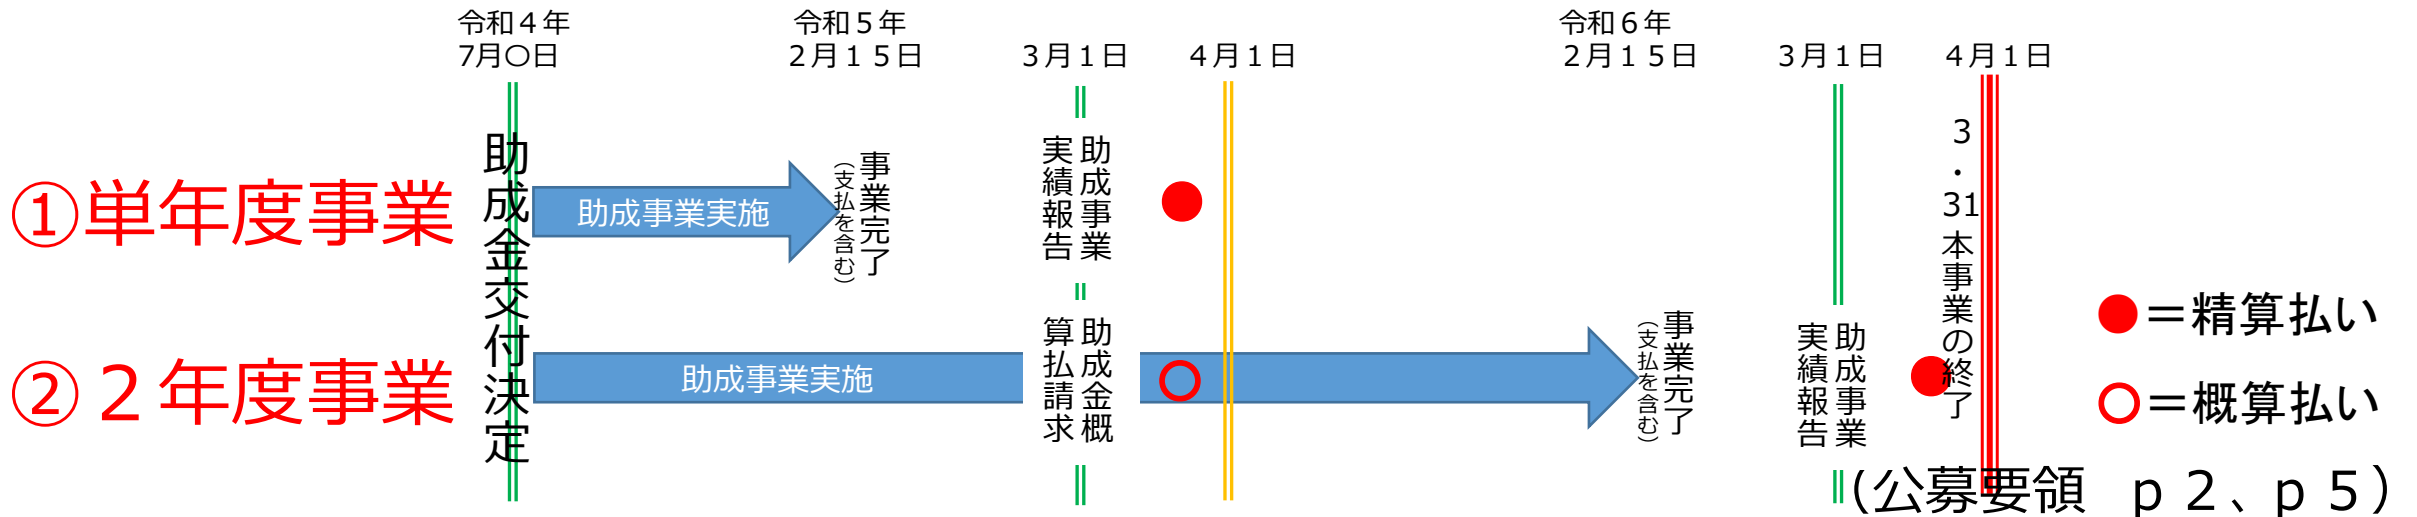 令和４年
7月〇日
令和５年
２月１５日
３月１日
４月１日
令和６年
２月１５日
３月１日
４月１日
①単年度事業
助成金交付決定
助成事業実施
事業完了
（支払を含む）
助成事業
実績報告
②２年度事業
助成事業実施
助成金概
算払請求
事業完了
（支払を含む）
助成事業
実績報告
3・31 本事業の終了
●＝精算払い
○＝概算払い
（公募要領　ｐ２、ｐ５）